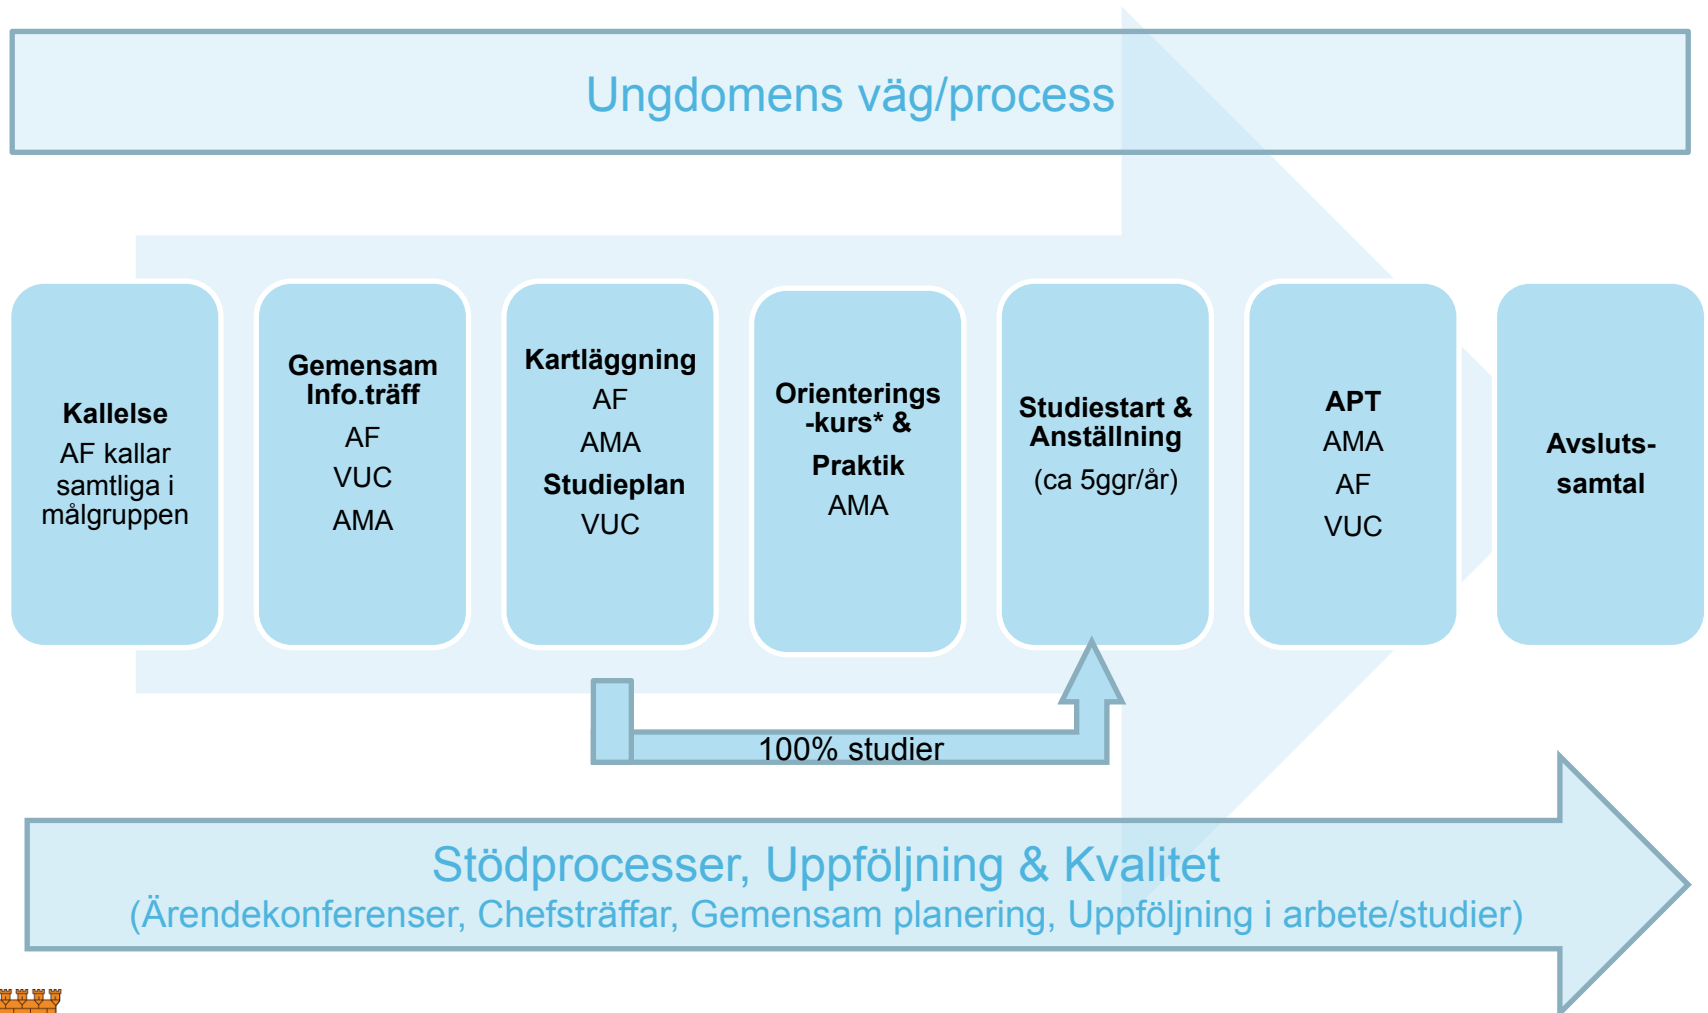 Ungdomens väg/process
Kallelse
AF kallar
samtliga i
målgruppen
Gemensam
Info.träff
AF
VUC
AMA
Kartläggning
AF
AMA
Studieplan
VUC
Orienterings
-kurs* &
Praktik
AMA
Studiestart &
Anställning
(ca 5ggr/år)
APT
AMA
AF
VUC
Avsluts-
samtal
100% studier
Stödprocesser, Uppföljning & Kvalitet
(Ärendekonferenser, Chefsträffar, Gemensam planering, Uppföljning i arbete/studier)